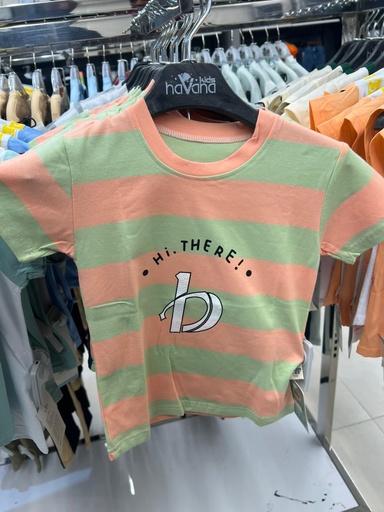 kids
havana
• Hi, THERE! •
b